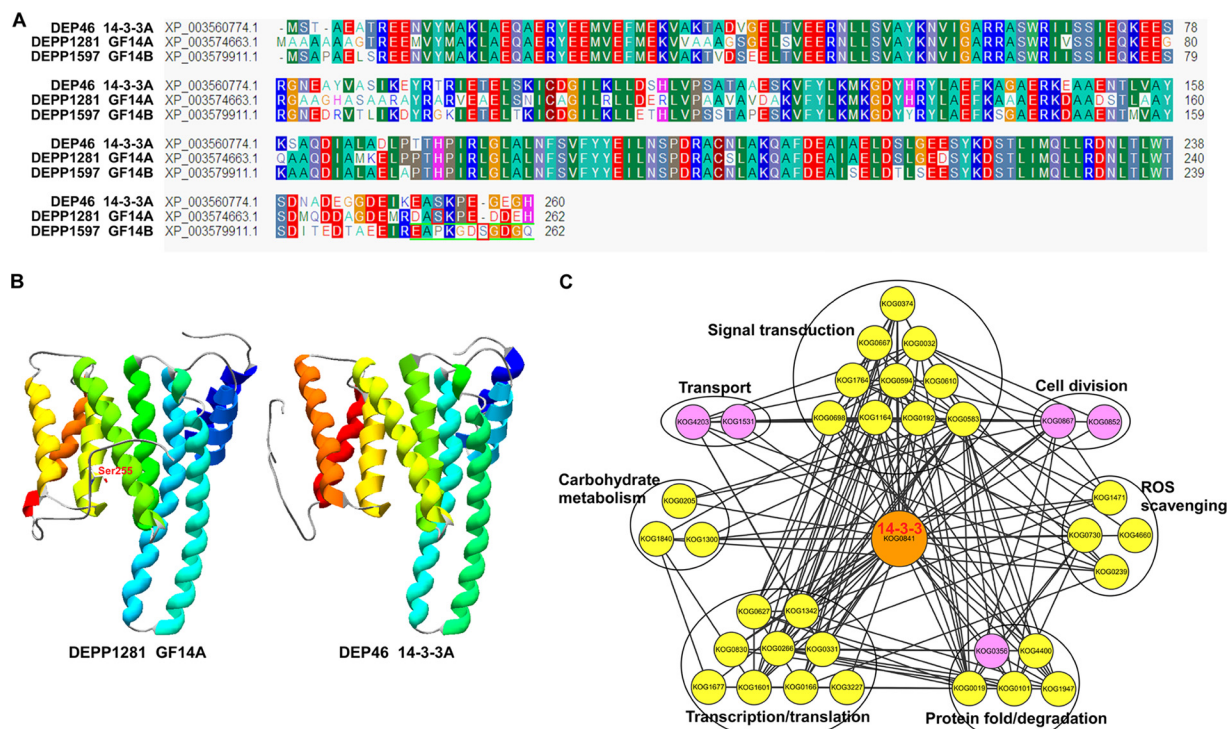 A
DEP46 14-3-3A XP_003560774.1 -MST-AEATREENVYMAKLAEQAERYEEMVEFMEKVAKTADVGELTVEERNLLSVAYKNVIGARRASWRIISSIEQKEES 78
DEPP1281 GF14A XP_003574663.1 MAAAAAAGTREEMVYMAKLAEQAERYEEMVEFMEKVVAAAGSGELSVEERNLLSVAYKNVIGARRASWRIVSSIEQKEEG 80
DEPP1597 GF14B XP_003579911.1 -MSAPAELSREENVYMAKLAEQAERYEEMVEFMEKVAKTVDSEELTVEERNLLSVAYKNVIGARRASWRIISSIEQKEES 79
DEP46 14-3-3A XP_003560774.1 RGNEAYVASIKEYRTRIETELSKICDGILKLLDSHLVPSATAAESKVFYLKMKGDYHRYLAEFKAGAERKEAAENTLVAY 158
DEPP1281 GF14A XP_003574663.1 RGAAGHASAARAYRARVEAELSNICAGILRLLDERLVPAAVAVDAKVFYLKMKGDYHRYLAEFKAAAERKDAADSTLAAY 160
DEPP1597 GF14B XP_003579911.1 RGNEDRVTLIKDYRGKIETELTKICDGILKLLETHLVPSSTAPESKVFYLKMKGDYYRYLAEFKSGAERKDAAENTMVAY 159
DEP46 14-3-3A XP_003560774.1 KSAQDIALADLPTTHPIRLGLALNFSVFYYEILNSPDRACNLAKQAFDEAIAELDSLGEESYKDSTLIMQLLRDNLTLWT 238
DEPP1281 GF14A XP_003574663.1 QAAQDIAMKELPPTHPIRLGLALNFSVFYYEILNSPDRACSLAKQAFDEAIAELDSLGEDSYKDSTLIMQLLRDNLTLWT 240
DEPP1597 GF14B XP_003579911.1 KAAQDIALAELAPTHPIRLGLALNFSVFYYEILNSPDRACNLAKQAFDEAISELDTLSEESYKDSTLIMQLLRDNLTLWT 239
DEP46 14-3-3A XP_003560774.1 SDNADEGGDEIKEASKPE-GEGH 260
DEPP1281 GF14A XP_003574663.1 SDMQDDAGDEMRDASKPE-DDEH 262
DEPP1597 GF14B XP_003579911.1 SDITEDTAEEIREAPKGDSGDGQ 262
B
Ser255
DEPP1281 GF14A
DEP46 14-3-3A
C
Signal transduction
KOG0374
KOG0667
KOG0032
KOG1764
KOG0594
KOG0610
KOG0698
KOG1164
KOG0192
KOG0583
Transport
KOG4203
KOG1531
Cell division
KOG0867
KOG0852
Carbohydrate
metabolism
KOG0205
KOG1840
KOG1300
14-3-3
KOG0841
ROS
scavenging
KOG1471
KOG0730
KOG4660
KOG0239
KOG0627
KOG1342
KOG0830
KOG0266
KOG0331
KOG1677
KOG1601
KOG0166
KOG3227
Transcription/translation
KOG0356
KOG4400
KOG0019
KOG0101
KOG1947
Protein fold/degradation